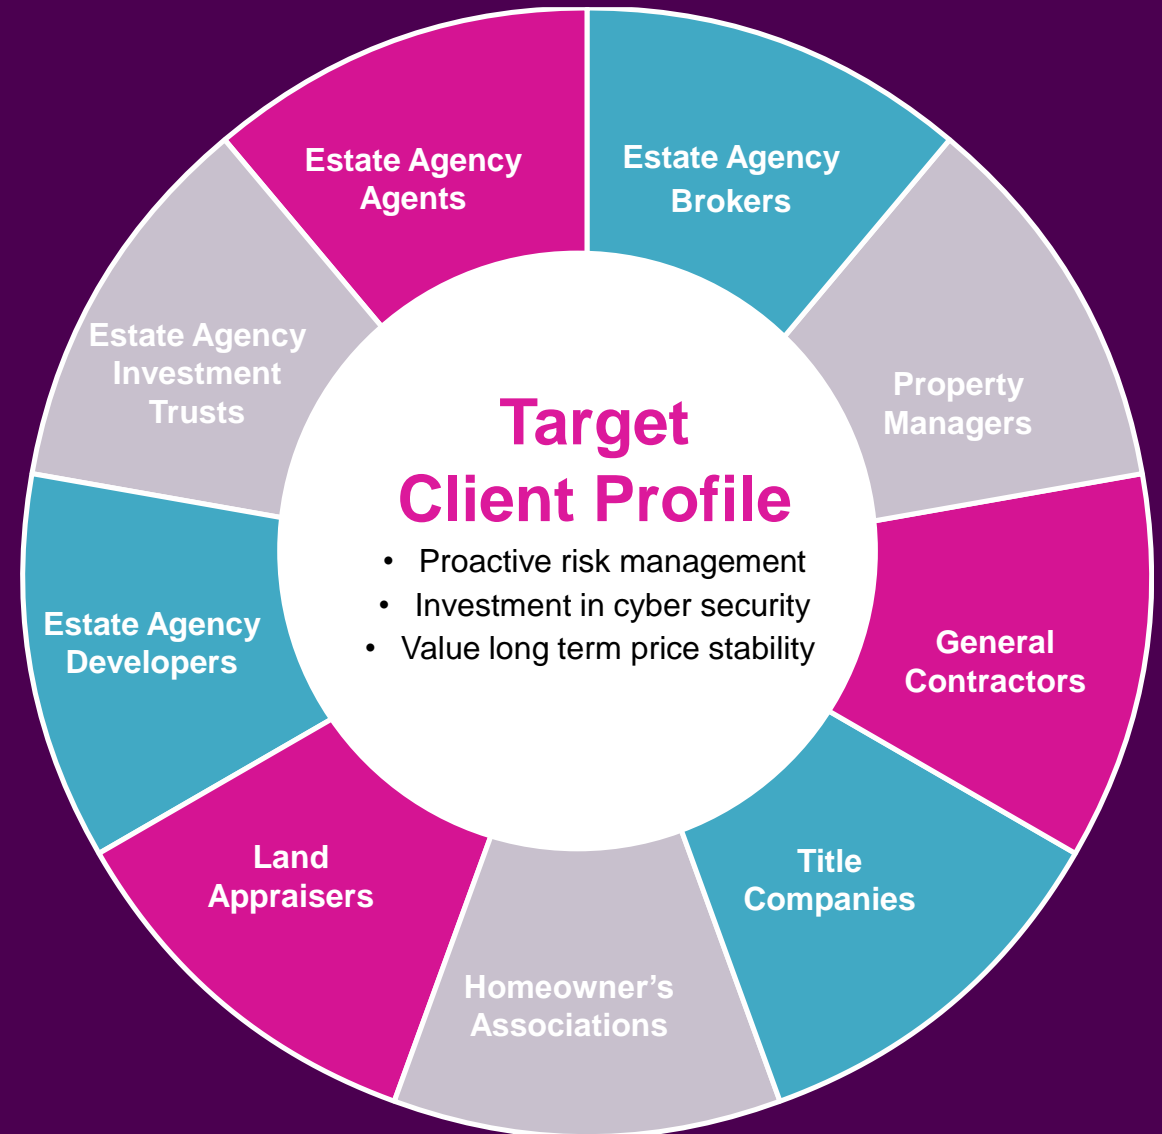 Estate Agency
Agents
Estate Agency
Brokers
Estate Agency
Investment
Trusts
Property
Managers
Target
Client Profile
• Proactive risk management
• Investment in cyber security
• Value long term price stability
Estate Agency
Developers
General
Contractors
Land
Appraisers
Title
Companies
Homeowner’s
Associations